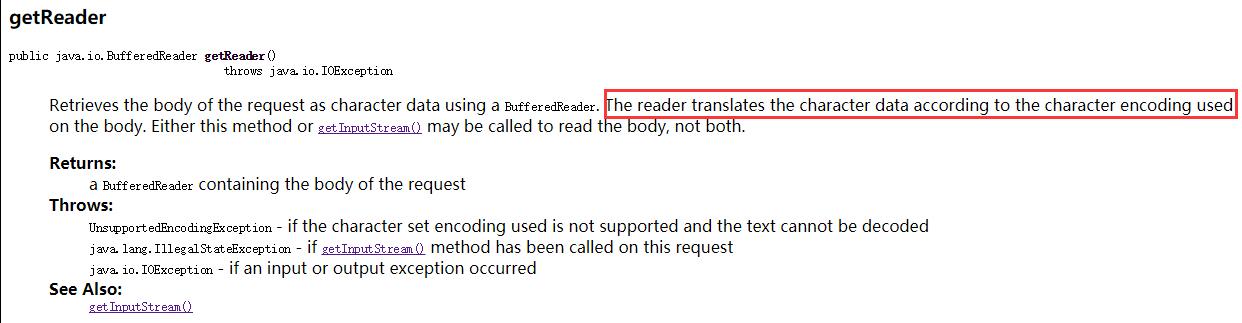 getReader
public java.io.BufferedReader getReader()
throws java.io.IOException
Retrieves the body of the request as character data using a BufferedReader. The reader translates the character data according to the character encoding used
on the body. Either this method or getInputStream() may be called to read the body, not both.
Returns:
a BufferedReader containing the body of the request
Throws:
UnsupportedEncodingException - if the character set encoding used is not supported and the text cannot be decoded
java.lang.IllegalStateException - if getInputStream() method has been called on this request
java.io.IOException - if an input or output exception occurred
See Also:
getInputStream()